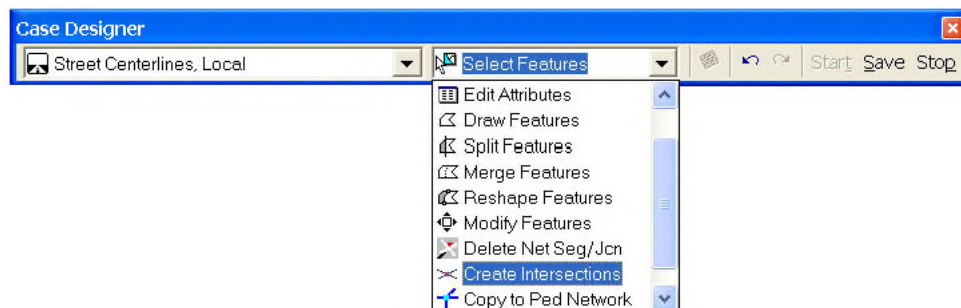 Case Designer
Street Centerlines, Local Select Features Start Save Stop
Edit Attributes
Draw Features
Split Features
Merge Features
Reshape Features
Modify Features
Delete Net Seg/Jcn
Create Intersections
Copy to Ped Network